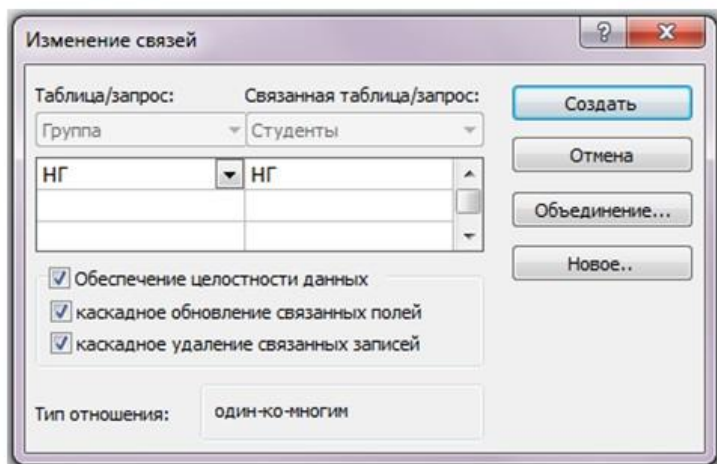 Изменение связей
Таблица/запрос: Связанная таблица/запрос:
Группа Студенты
НГ НГ
Обеспечение целостности данных
каскадное обновление связанных полей
каскадное удаление связанных записей
Тип отношения: один-ко-многим
Создать
Отмена
Объединение...
Новое..